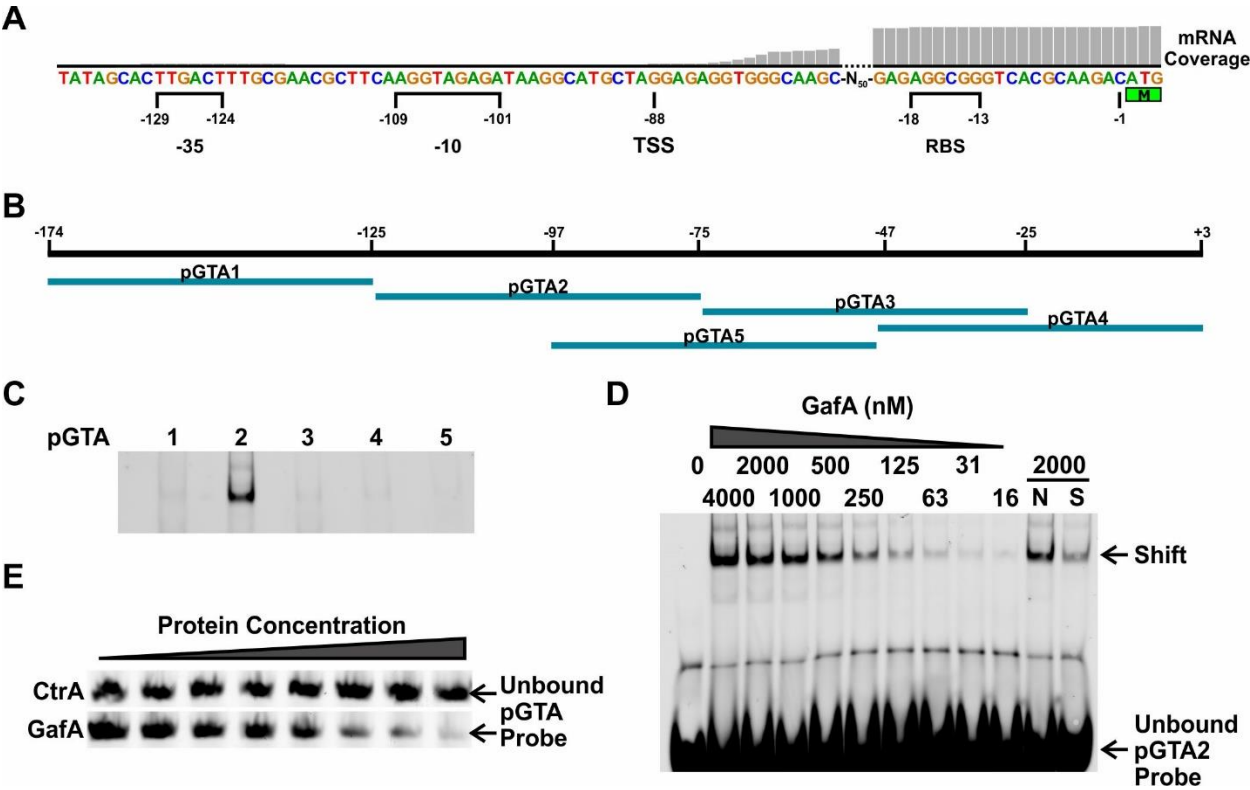 A
mRNA
Coverage
TATAGCACTTGACTTTGCGAACGCTTCAAGGTAGAGATAAGGCATGCTAGGAGAGGTGGGCAAGC-N50-GAGAGGCGGGTCACGCAAGACATG
M
-129 -124 -109 -101 -88 -18 -13 -1
-35 -10 TSS RBS
B
-174 -125 -97 -75 -47 -25 +3
pGTA1
pGTA2
pGTA3
pGTA4
pGTA5
C
pGTA 1 2 3 4 5
D
GafA (nM)
0 2000 500 125 31 2000
4000 1000 250 63 16 N S
Shift
Unbound
pGTA2
Probe
E
Protein Concentration
CtrA
GafA
Unbound
pGTA
Probe